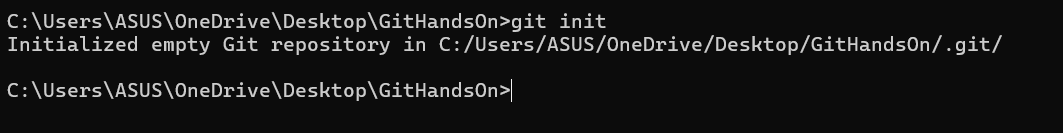 C:\Users\ASUS\OneDrive\Desktop\GitHandsOn>git init
Initialized empty Git repository in C:/Users/ASUS/OneDrive/Desktop/GitHandsOn/.git/
C:\Users\ASUS\OneDrive\Desktop\GitHandsOn>